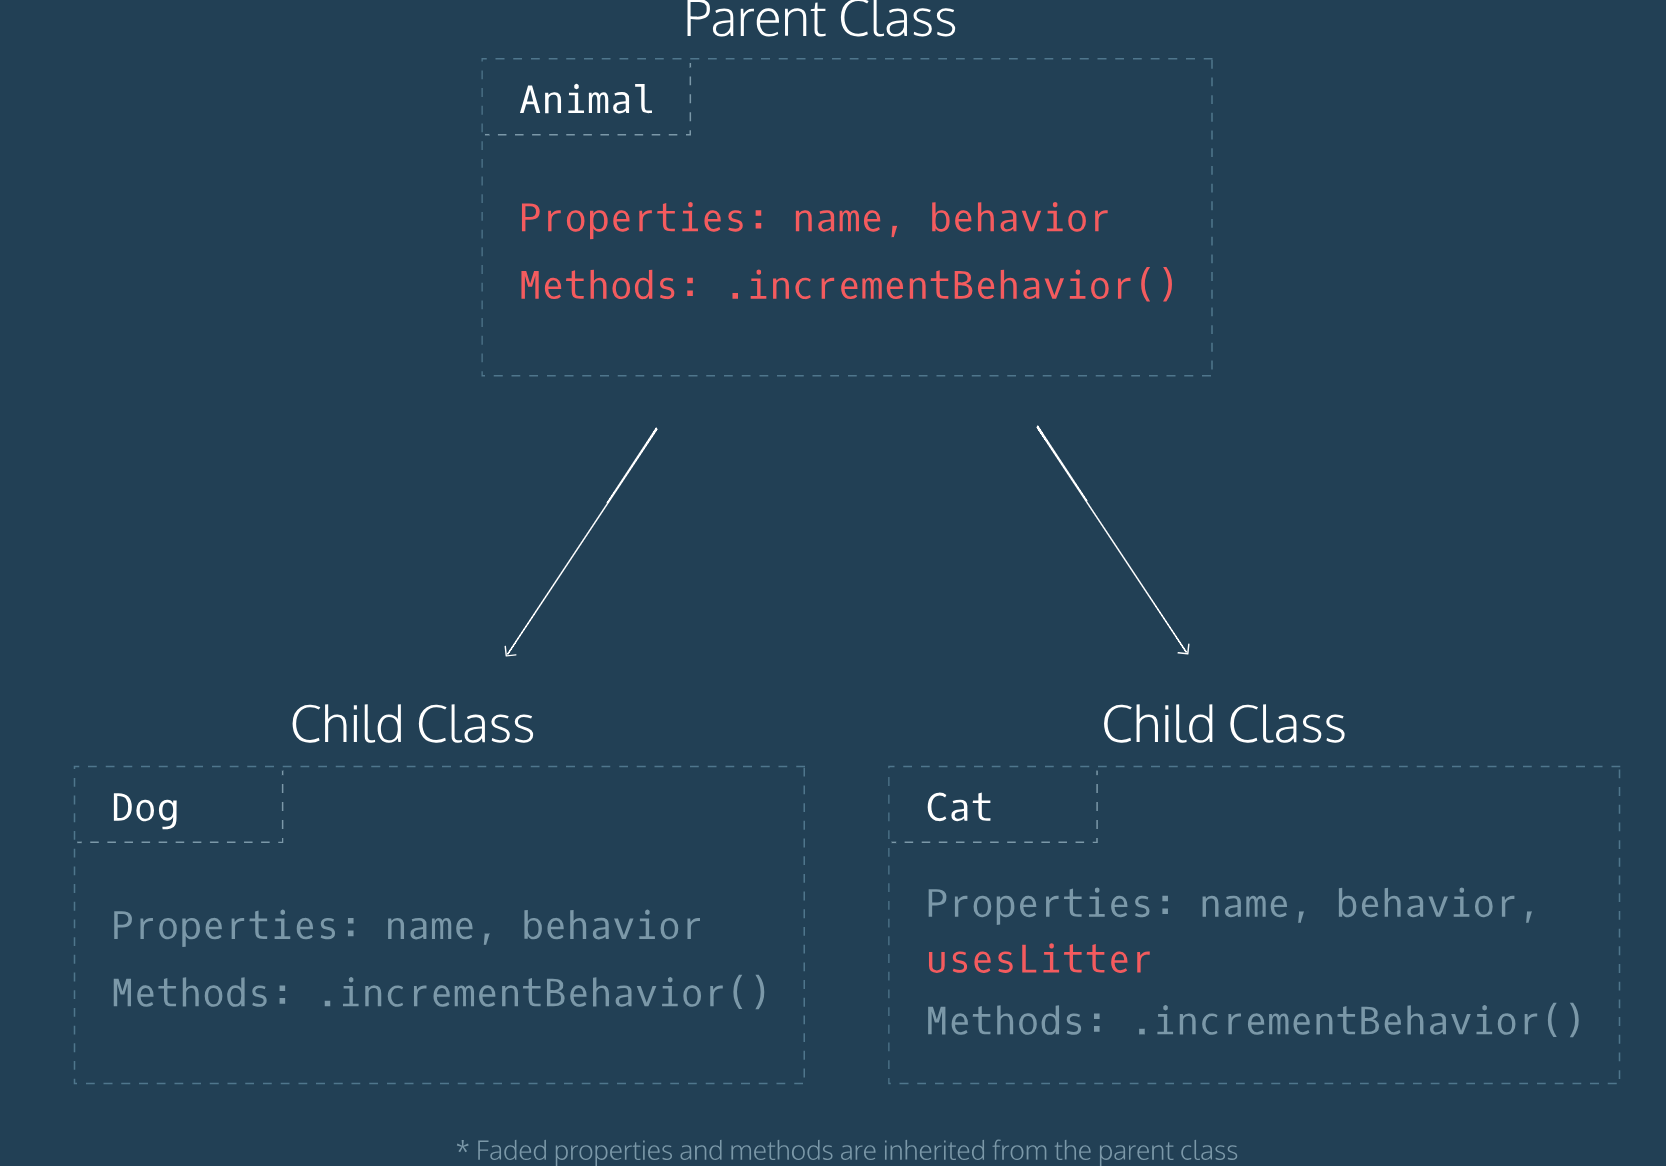 Parent Class
Animal
Properties: name, behavior
Methods: .incrementBehavior()
Child Class
Dog
Properties: name, behavior
Methods: .incrementBehavior()
Child Class
Cat
Properties: name, behavior,
usesLitter
Methods: .incrementBehavior()
* Faded properties and methods are inherited from the parent class